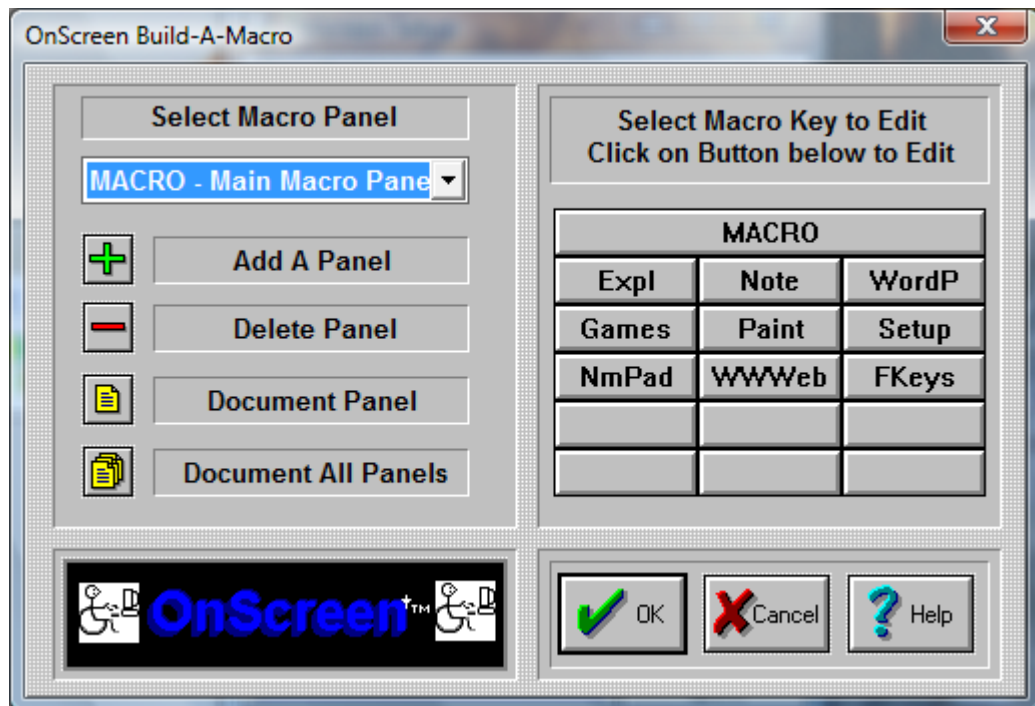 OnScreen Build-A-Macro
Select Macro Panel
MACRO - Main Macro Pane
Add A Panel
Delete Panel
Document Panel
Document All Panels
Select Macro Key to Edit
Click on Button below to Edit
MACRO
Expl Note WordP
Games Paint Setup
NmPad WWWeb FKeys
OnScreen*™
OK Cancel Help